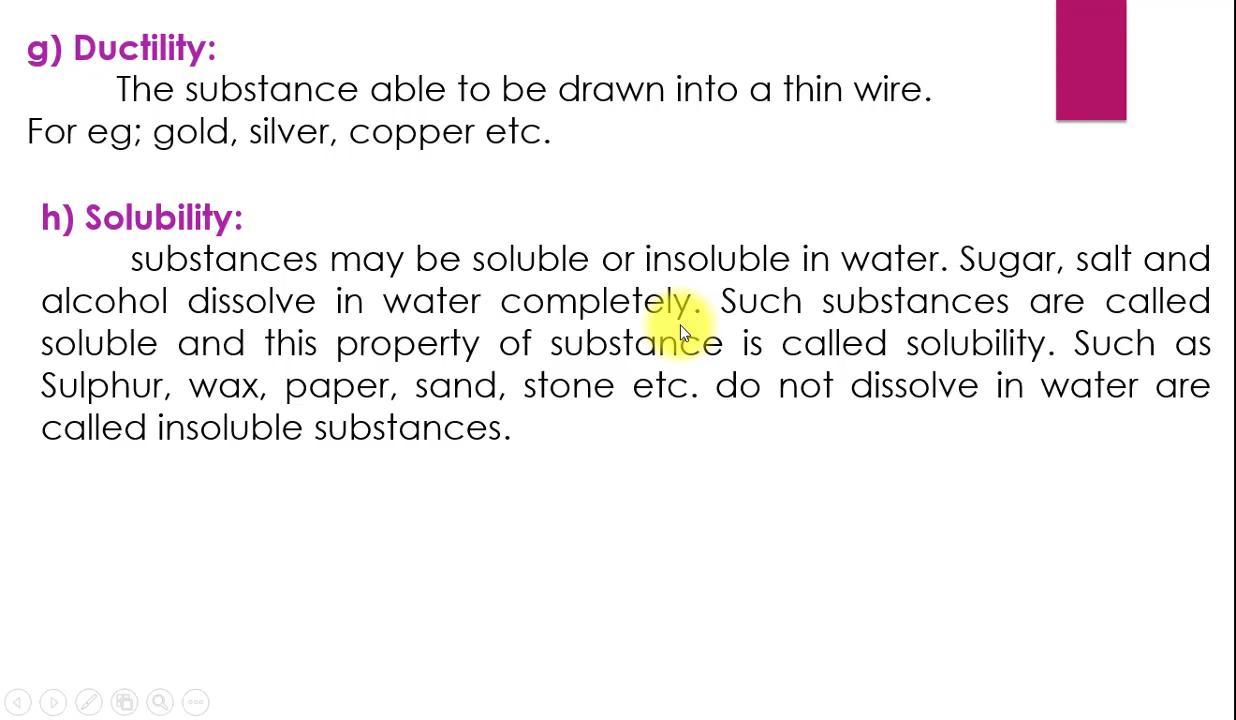 g) Ductility:
The substance able to be drawn into a thin wire.
For eg; gold, silver, copper etc.
h) Solubility:
substances may be soluble or insoluble in water. Sugar, salt and
alcohol dissolve in water completely. Such substances are called
soluble and this property of substance is called solubility. Such as
Sulphur, wax, paper, sand, stone etc. do not dissolve in water are
called insoluble substances.